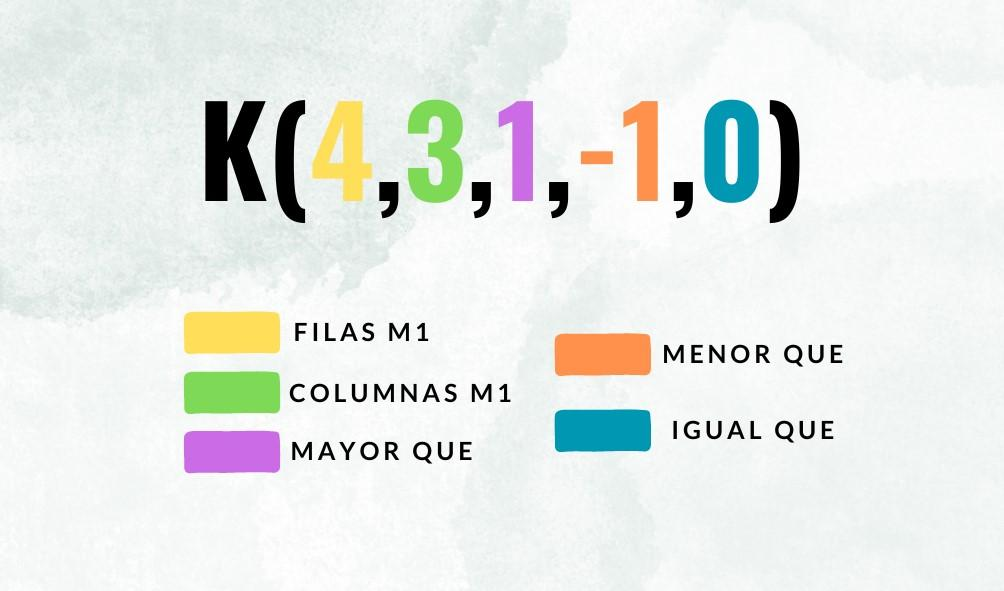 K(4,3,1,-1,0)
FILAS M1
COLUMNAS M1
MAYOR QUE
MENOR QUE
IGUAL QUE